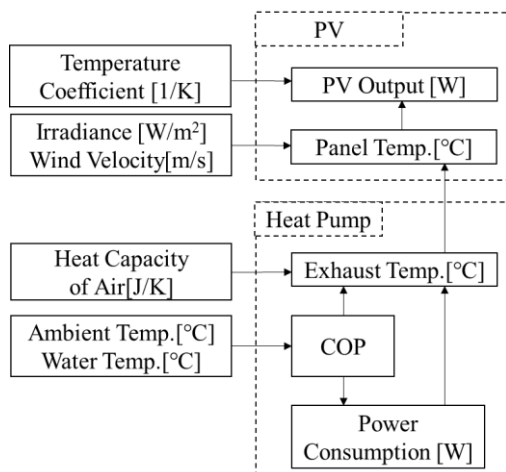 PV
Temperature
Coefficient [1/K]
PV Output [W]
Irradiance [W/m²]
Wind Velocity[m/s]
Panel Temp.[℃]
Heat Pump
Heat Capacity
of Air[J/K]
Exhaust Temp.[℃]
Ambient Temp.[℃]
Water Temp.[℃]
COP
Power
Consumption [W]